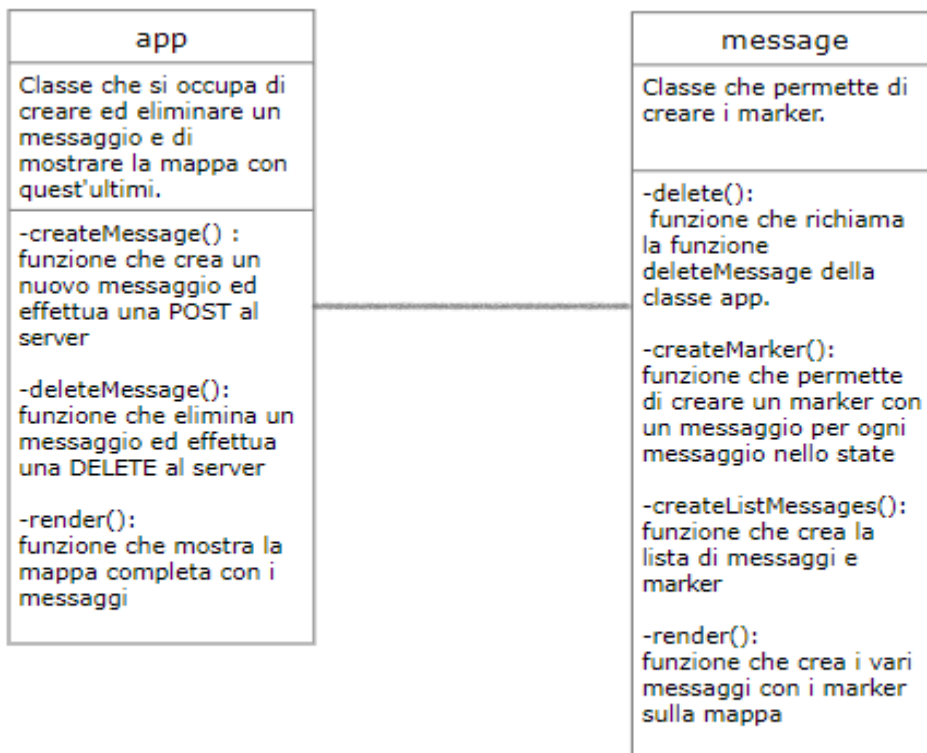 app
Classe che si occupa di
creare ed eliminare un
messaggio e di
mostrare la mappa con
quest'ultimi.
-createMessage() :
funzione che crea un
nuovo messaggio ed
effettua una POST al
server
-deleteMessage():
funzione che elimina un
messaggio ed effettua
una DELETE al server
-render():
funzione che mostra la
mappa completa con i
messaggi
message
Classe che permette di
creare i marker.
-delete():
funzione che richiama
la funzione
deleteMessage della
classe app.
-createMarker():
funzione che permette
di creare un marker con
un messaggio per ogni
messaggio nello state
-createListMessages():
funzione che crea la
lista di messaggi e
marker
-render():
funzione che crea i vari
messaggi con i marker
sulla mappa